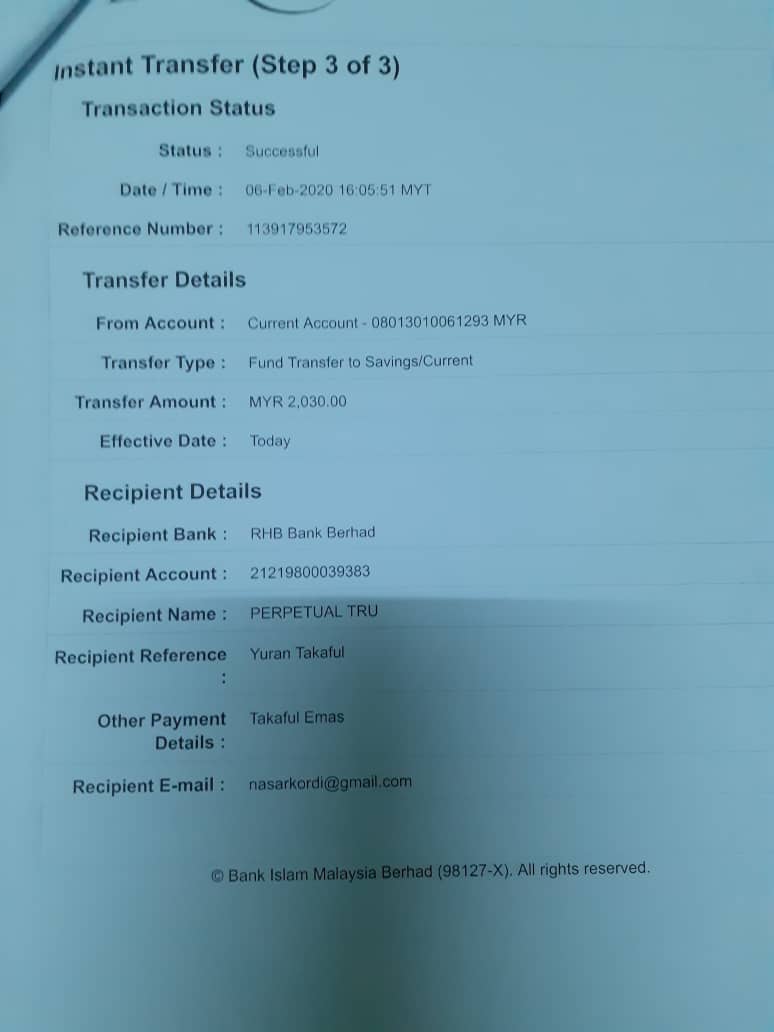 Instant Transfer (Step 3 of 3)
Transaction Status
Status : Successful
Date / Time : 06-Feb-2020 16:05:51 MYT
Reference Number : 113917953572
Transfer Details
From Account : Current Account - 08013010061293 MYR
Transfer Type : Fund Transfer to Savings/Current
Transfer Amount : MYR 2,030.00
Effective Date : Today
Recipient Details
Recipient Bank : RHB Bank Berhad
Recipient Account : 21219800039383
Recipient Name : PERPETUAL TRU
Recipient Reference Yuran Takaful
:
Other Payment Takaful Emas
Details :
Recipient E-mail : nasarkordi@gmail.com
© Bank Islam Malaysia Berhad (98127-X). All rights reserved.